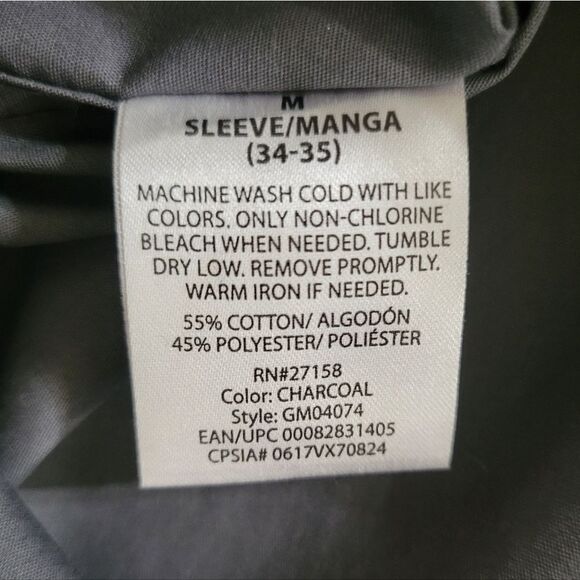 M
SLEEVE/MANGA
(34-35)
MACHINE WASH COLD WITH LIKE
COLORS. ONLY NON-CHLORINE
BLEACH WHEN NEEDED. TUMBLE
DRY LOW. REMOVE PROMPTLY.
WARM IRON IF NEEDED.
55% COTTON/ ALGODÓN
45% POLYESTER/ POLIÉSTER
RN#27158
Color: CHARCOAL
Style: GM04074
EAN/UPC 00082831405
CPSIA# 0617VX70824